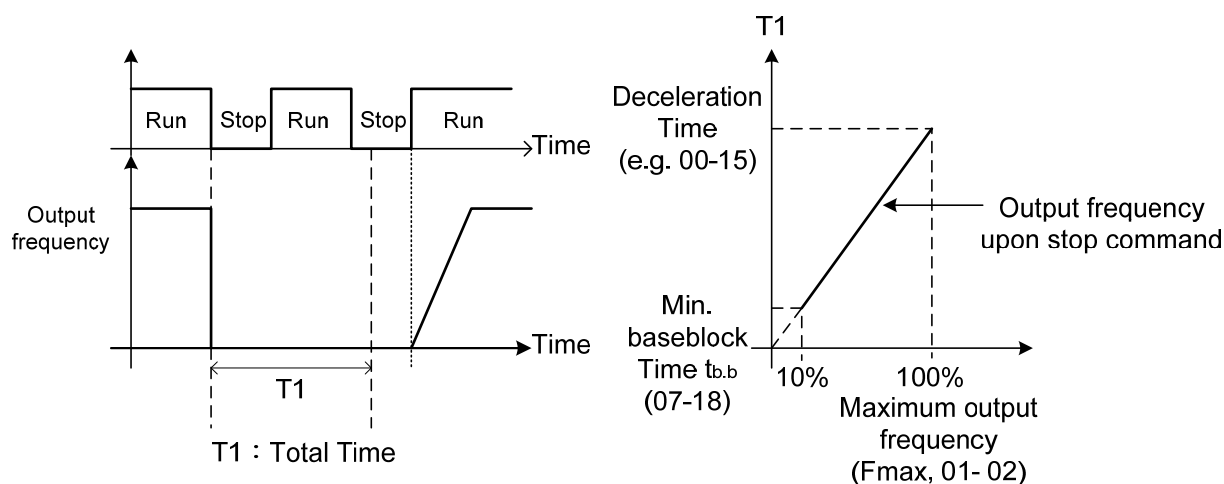 Run
Stop
Run
Stop
Run
Time
Output
frequency
Time
T1
T1 : Total Time
T1
Deceleration
Time
(e.g. 00-15)
Output frequency
upon stop command
Min.
baseblock
Time tb.b
(07-18)
10%
100%
Maximum output
frequency
(Fmax, 01- 02)